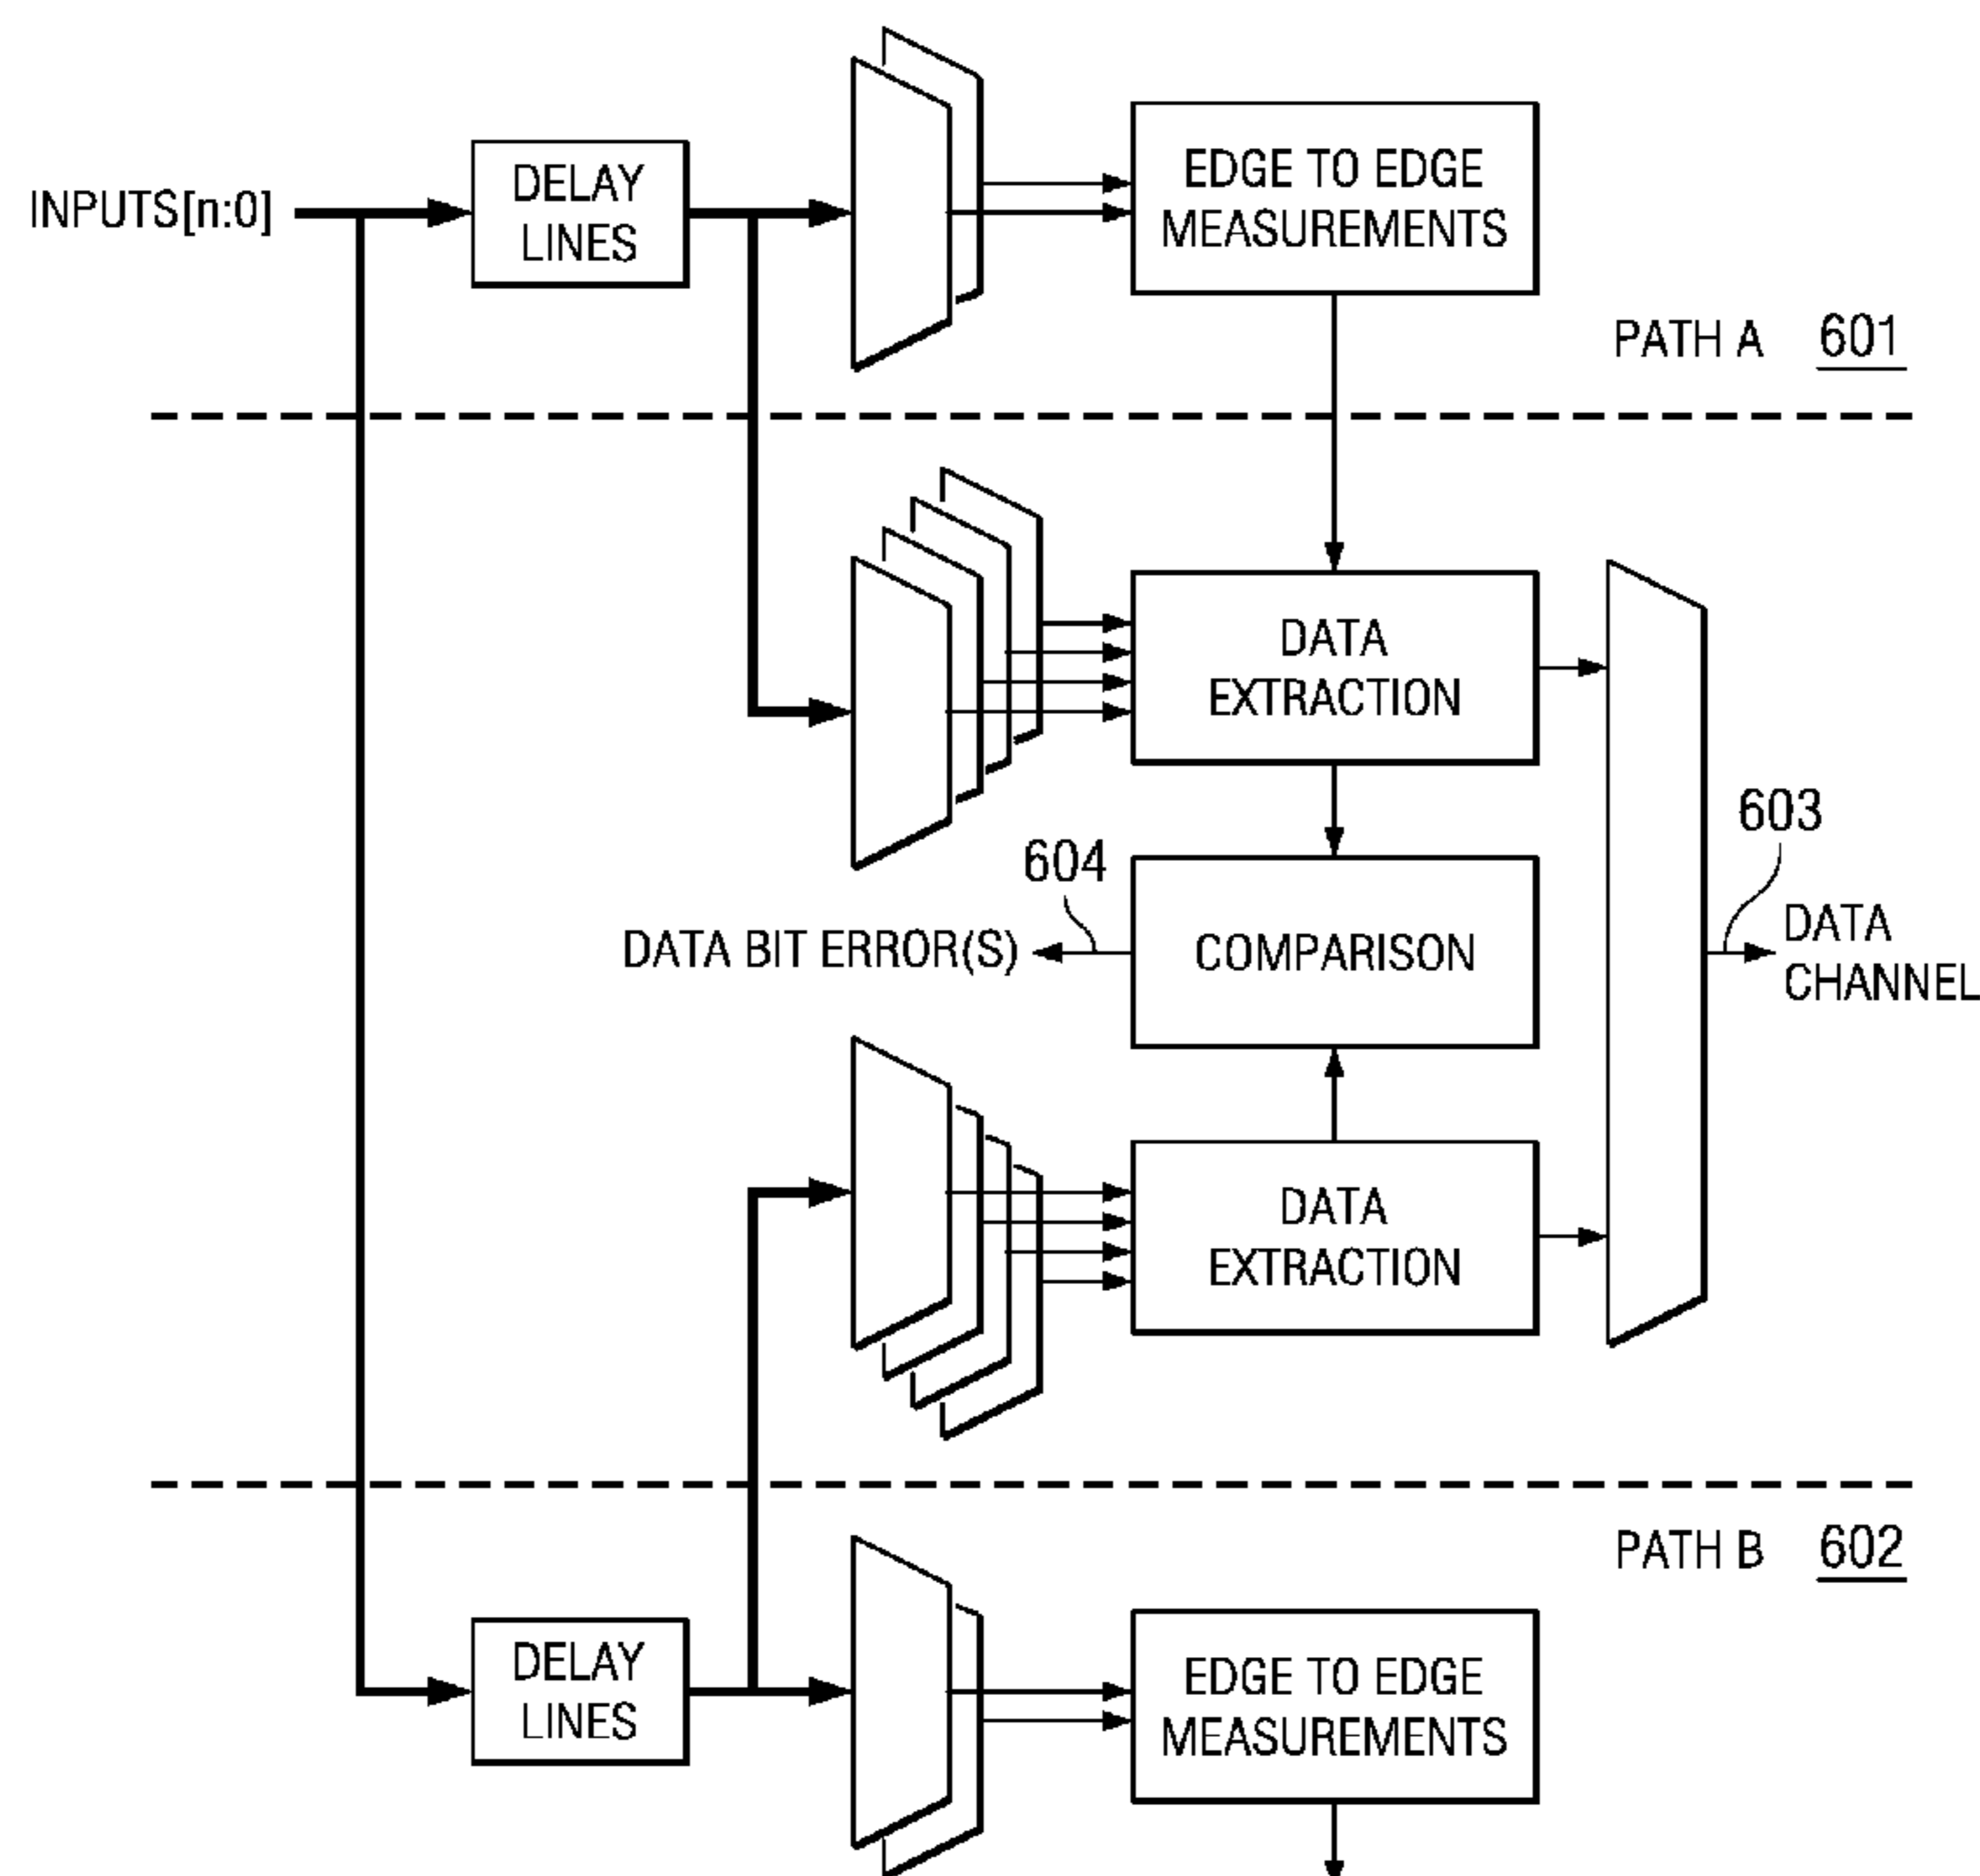 INPUTS[n:0]
DELAY
LINES
EDGE TO EDGE
MEASUREMENTS
PATH A 601
DATA
EXTRACTION
603
604
DATA BIT ERROR(S)
COMPARISON
DATA
CHANNEL
DATA
EXTRACTION
PATH B 602
DELAY
LINES
EDGE TO EDGE
MEASUREMENTS